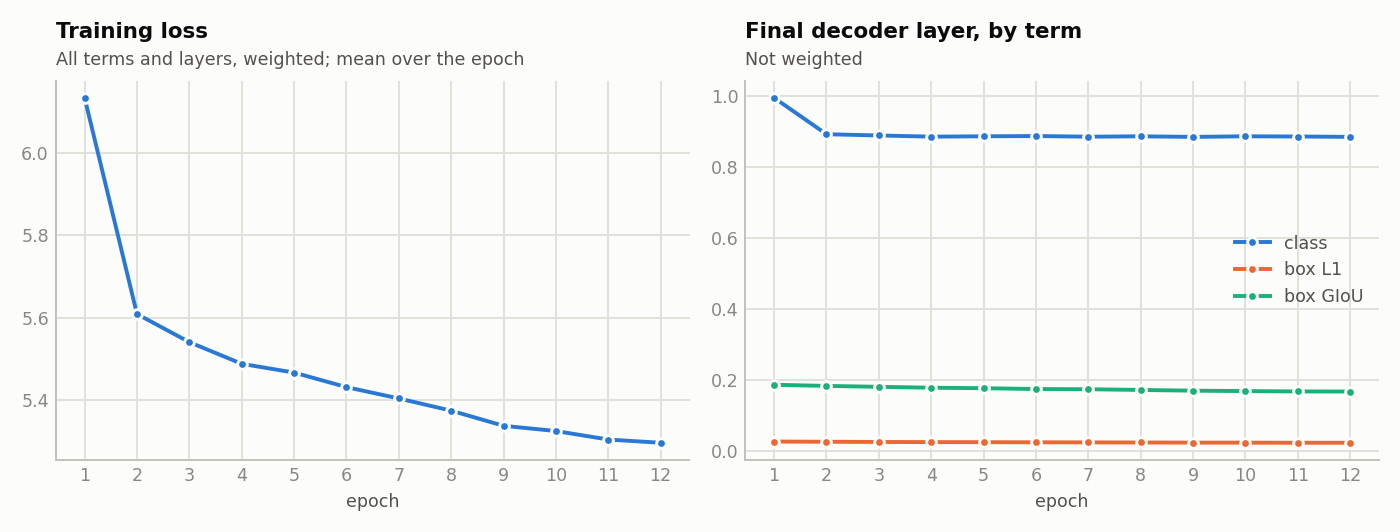 Training loss
All terms and layers, weighted; mean over the epoch
6.0
5.8
5.6
5.4
1 2 3 4 5 6 7 8 9 10 11 12
epoch
Final decoder layer, by term
Not weighted
1.0
0.8
0.6
0.4
0.2
0.0
class
box L1
box GIoU
1 2 3 4 5 6 7 8 9 10 11 12
epoch